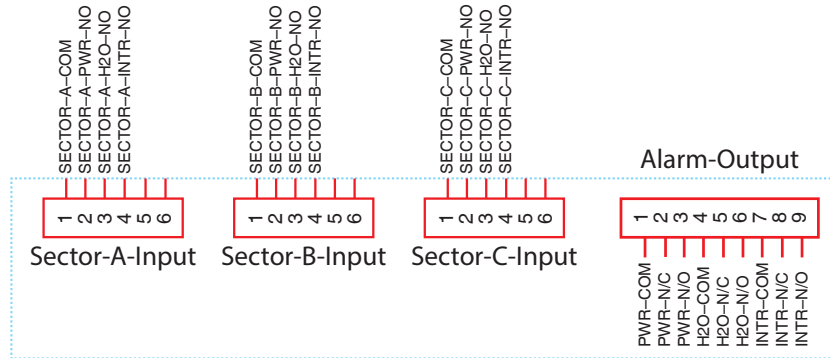 SECTOR–A–COM
SECTOR–A–PWR–NO
SECTOR–A–H2O–NO
SECTOR–A–INTR–NO
1 2 3 4 5 6
Sector-A-Input
SECTOR–B–COM
SECTOR–B–PWR–NO
SECTOR–B–H2O–NO
SECTOR–B–INTR–NO
1 2 3 4 5 6
Sector-B-Input
SECTOR–C–COM
SECTOR–C–PWR–NO
SECTOR–C–H2O–NO
SECTOR–C–INTR–NO
1 2 3 4 5 6
Sector-C-Input
Alarm-Output
1 2 3 4 5 6 7 8 9
PWR–COM
PWR–N/C
PWR–N/O
H2O–COM
H2O–N/C
H2O–N/O
INTR–COM
INTR–N/C
INTR–N/O